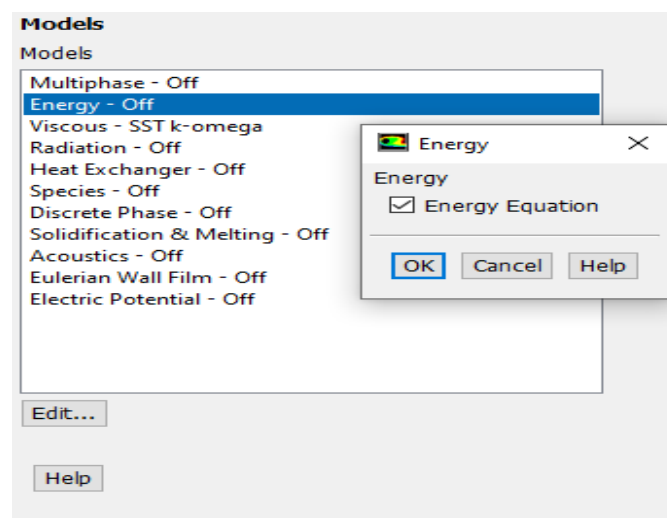 Models
Models
Multiphase - Off
Energy - Off
Viscous - SST k-omega
Radiation - Off
Heat Exchanger - Off
Species - Off
Discrete Phase - Off
Solidification & Melting - Off
Acoustics - Off
Eulerian Wall Film - Off
Electric Potential - Off
Edit...
Help
Energy
Energy
Energy Equation
OK Cancel Help